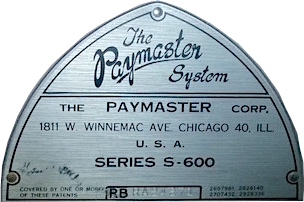 The
Paymaster
System
THE PAYMASTER CORP.
1811 W. WINNEMAC AVE. CHICAGO 40, ILL.
U. S. A.
SERIES S-600
COVERED BY ONE OR MORE
OF THESE PATENTS
RB